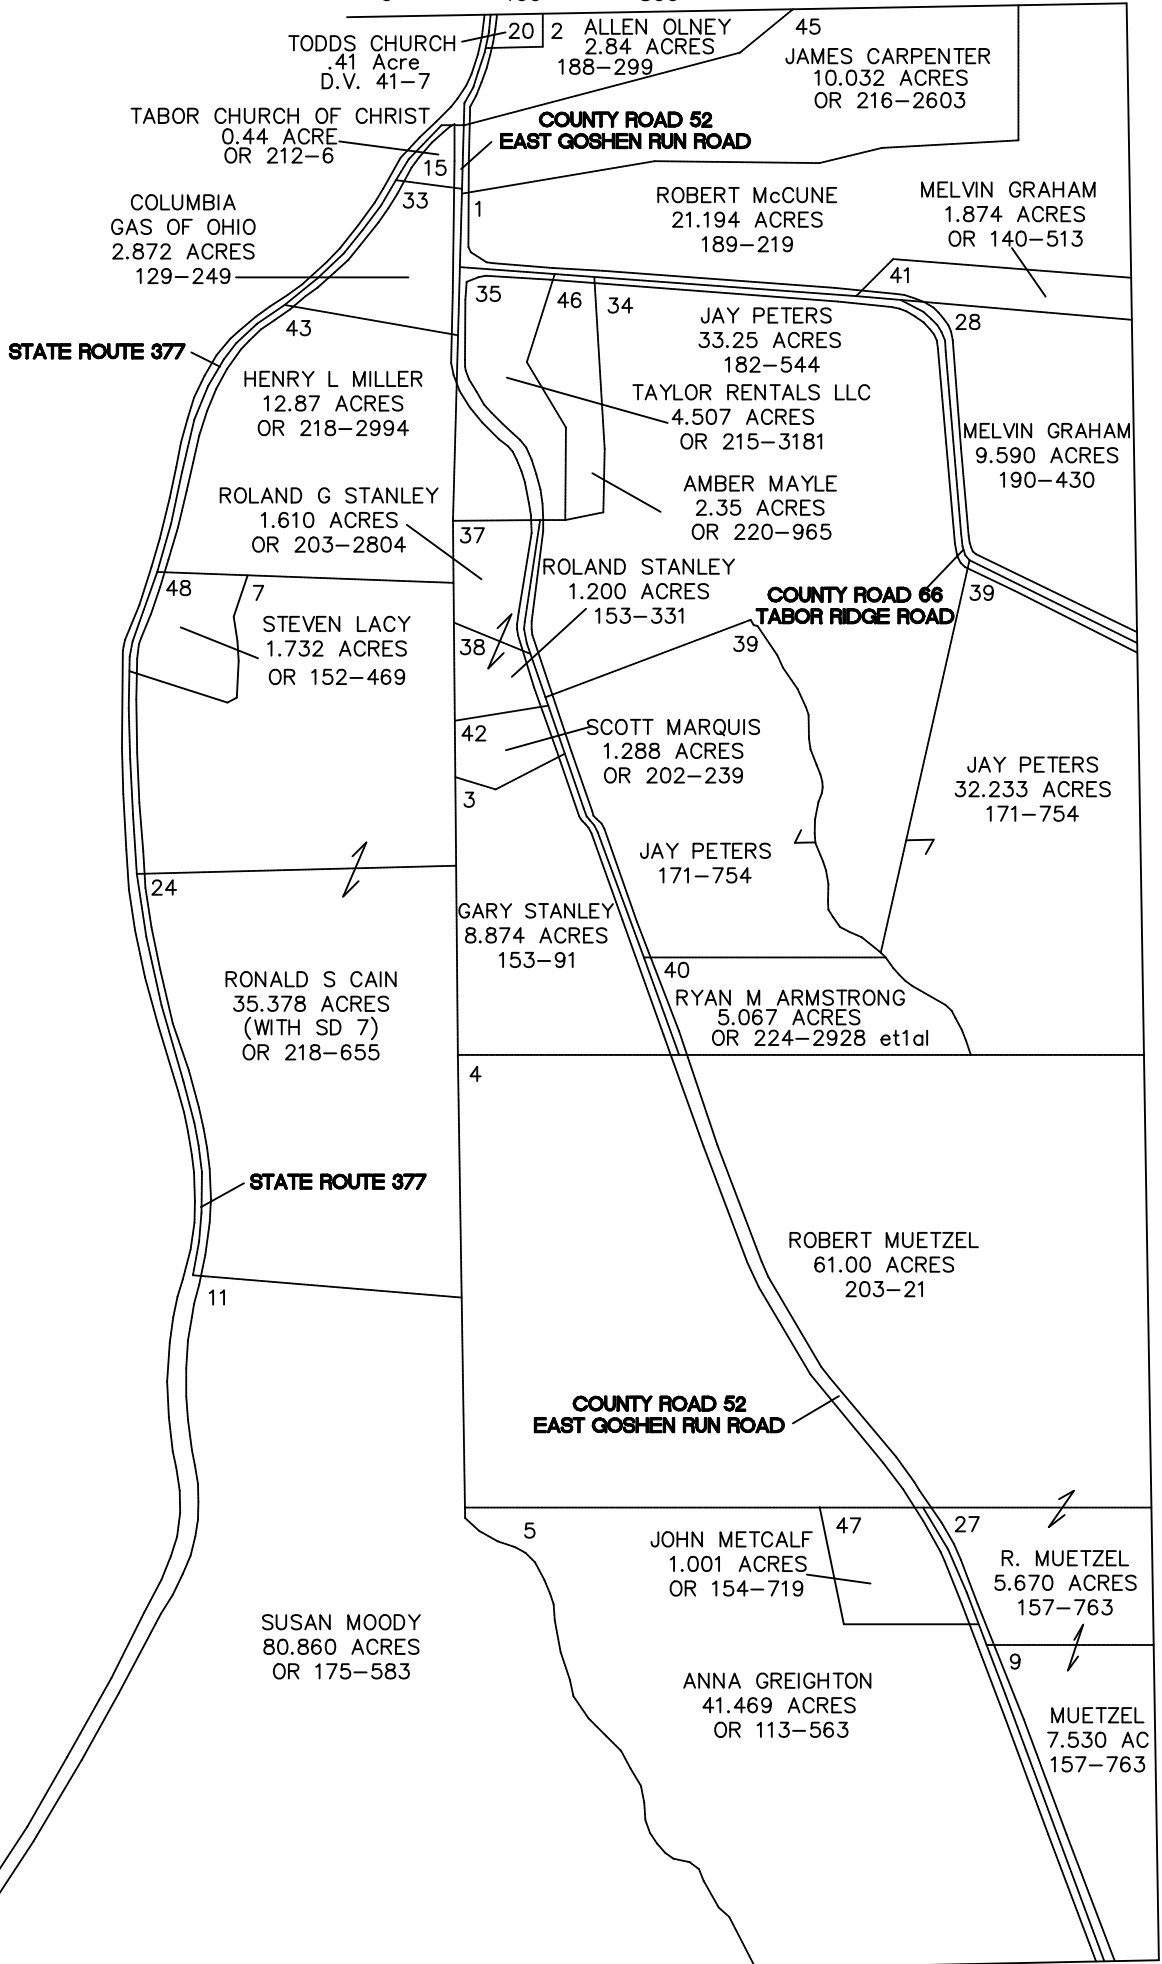 20
2
ALLEN OLNEY
2.84 ACRES
188-299
45
JAMES CARPENTER
10.032 ACRES
OR 216-2603
TODDS CHURCH
.41 Acre
D.V. 41-7
TABOR CHURCH OF CHRIST
0.44 ACRE
OR 212-6
COUNTY ROAD 52
EAST GOSHEN RUN ROAD
15
33
1
COLUMBIA
GAS OF OHIO
2.872 ACRES
129-249
ROBERT McCUNE
21.194 ACRES
189-219
MELVIN GRAHAM
1.874 ACRES
OR 140-513
41
28
35
46
34
43
STATE ROUTE 377
JAY PETERS
33.25 ACRES
182-544
HENRY L MILLER
12.87 ACRES
OR 218-2994
TAYLOR RENTALS LLC
4.507 ACRES
OR 215-3181
MELVIN GRAHAM
9.590 ACRES
190-430
AMBER MAYLE
2.35 ACRES
OR 220-965
ROLAND G STANLEY
1.610 ACRES
OR 203-2804
37
ROLAND STANLEY
1.200 ACRES
153-331
COUNTY ROAD 66
TABOR RIDGE ROAD
39
48
7
STEVEN LACY
1.732 ACRES
OR 152-469
38
39
42
SCOTT MARQUIS
1.288 ACRES
OR 202-239
3
JAY PETERS
32.233 ACRES
171-754
JAY PETERS
171-754
24
GARY STANLEY
8.874 ACRES
153-91
RONALD S CAIN
35.378 ACRES
(WITH SD 7)
OR 218-655
40
RYAN M ARMSTRONG
5.067 ACRES
OR 224-2928 et1al
4
STATE ROUTE 377
11
ROBERT MUETZEL
61.00 ACRES
203-21
COUNTY ROAD 52
EAST GOSHEN RUN ROAD
5
JOHN METCALF
1.001 ACRES
OR 154-719
47
27
R. MUETZEL
5.670 ACRES
157-763
SUSAN MOODY
80.860 ACRES
OR 175-583
9
ANNA GREIGHTON
41.469 ACRES
OR 113-563
MUETZEL
7.530 AC
157-763